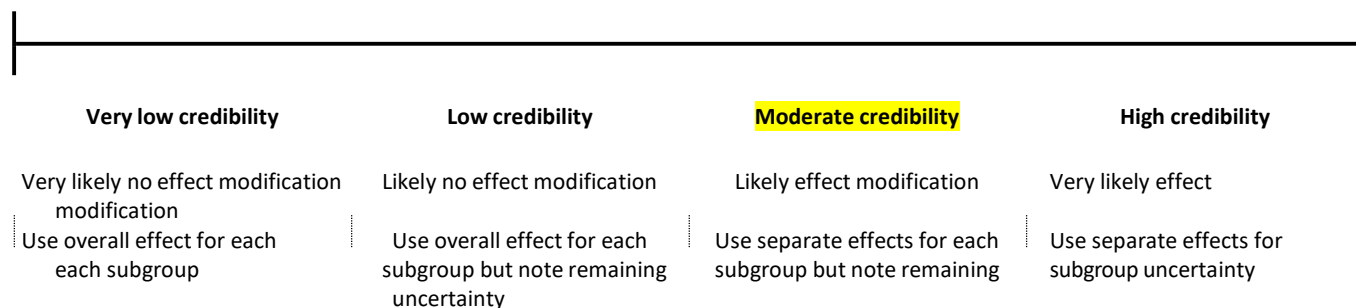 Very low credibility
Low credibility
Moderate credibility
High credibility
Very likely no effect modification
modification
Likely no effect modification
Likely effect modification
Very likely effect
Use overall effect for each
each subgroup
Use overall effect for each
subgroup but note remaining
uncertainty
Use separate effects for each
subgroup but note remaining
Use separate effects for
subgroup uncertainty